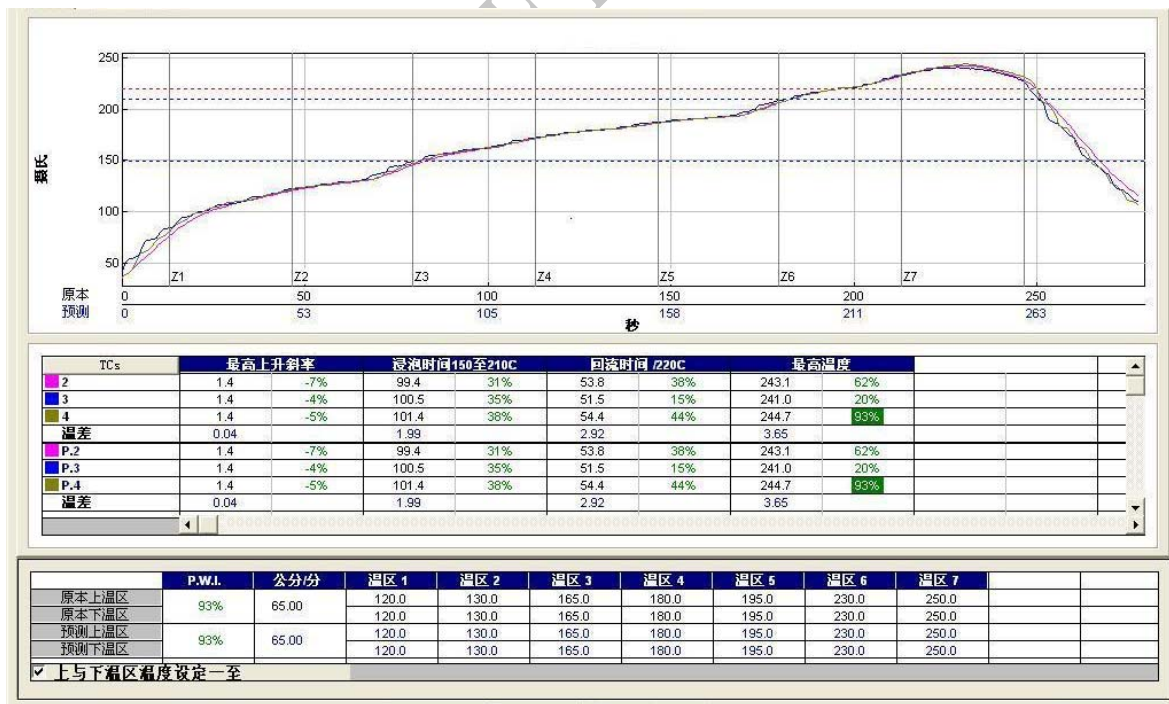 250
200
150
100
50
摄氏
Z1 Z2 Z3 Z4 Z5 Z6 Z7
原本 0 50 100 150 200 250
预测 0 53 105 158 211 263
秒
TCs 最高上升斜率 浸泡时间150至210C 回流时间 /220C 最高温度
2 1.4 -7% 99.4 31% 53.8 38% 243.1 62%
3 1.4 -4% 100.5 35% 51.5 15% 241.0 20%
4 1.4 -5% 101.4 38% 54.4 44% 244.7 93%
温差 0.04 1.99 2.92 3.65
P.2 1.4 -7% 99.4 31% 53.8 38% 243.1 62%
P.3 1.4 -4% 100.5 35% 51.5 15% 241.0 20%
P.4 1.4 -5% 101.4 38% 54.4 44% 244.7 93%
温差 0.04 1.99 2.92 3.65
P.W.I. 公分/分 温区 1 温区 2 温区 3 温区 4 温区 5 温区 6 温区 7
原本上温区 93% 65.00 120.0 130.0 165.0 180.0 195.0 230.0 250.0
原本下温区 120.0 130.0 165.0 180.0 195.0 230.0 250.0
预测上温区 93% 65.00 120.0 130.0 165.0 180.0 195.0 230.0 250.0
预测下温区 120.0 130.0 165.0 180.0 195.0 230.0 250.0
上与下温区温度设定一至